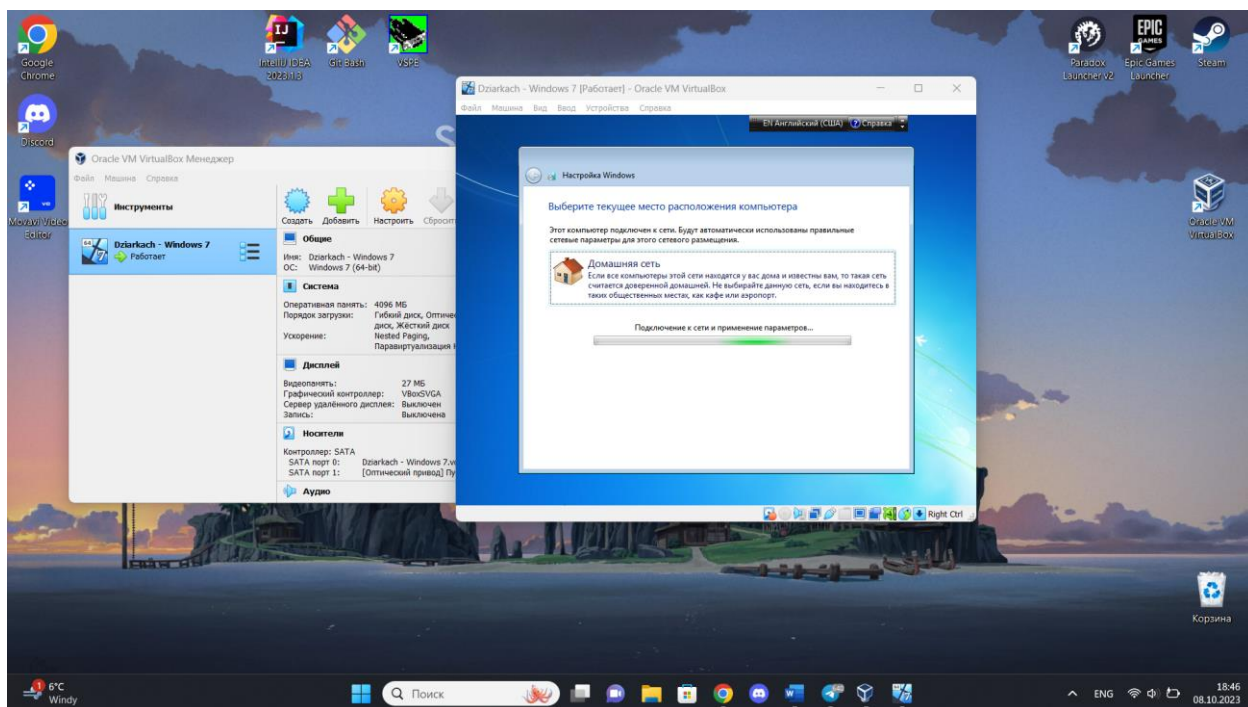 Google
Chrome
IntelliJ IDEA
2023.1.3
Git Bash
VSPE
Paradox
Launcher v2
EPIC
GAMES
Epic Games
Launcher
Steam
Discord
Movavi Video
Editor
Oracle VM
VirtualBox
Корзина
Oracle VM VirtualBox Менеджер
Файл Машина Справка
Инструменты
Dziarkach - Windows 7
Работает
Создать Добавить Настроить
Общие
Имя: Dziarkach - Windows 7
ОС: Windows 7 (64-bit)
Система
Оперативная память: 4096 МБ
Порядок загрузки: Гибкий диск, Оптичес
диск, Жёсткий диск
Ускорение: Nested Paging,
Паравиртуализация
Дисплей
Видеопамять: 27 МБ
Графический контроллер: VBoxSVGA
Сервер удалённого дисплея: Выключен
Запись: Выключена
Носители
Контроллер: SATA
SATA порт 0: Dziarkach - Windows 7.v
SATA порт 1: [Оптический привод] Пу
Аудио
Dziarkach - Windows 7 [Работает] - Oracle VM VirtualBox
Файл Машина Вид Ввод Устройства Справка
EN Английский (США) Справка
Настройка Windows
Выберите текущее место расположения компьютера
Этот компьютер подключен к сети. Будут автоматически использованы правильные
сетевые параметры для этого сетевого размещения.
Домашняя сеть
Если все компьютеры этой сети находятся у вас дома и известны вам, то такая сеть
считается доверенной домашней. Не выбирайте данную сеть, если вы находитесь в
таких общественных местах, как кафе или аэропорт.
Подключение к сети и применение параметров...
Right Ctrl
1
6°C
Windy
Поиск
ENG
18:46
08.10.2023